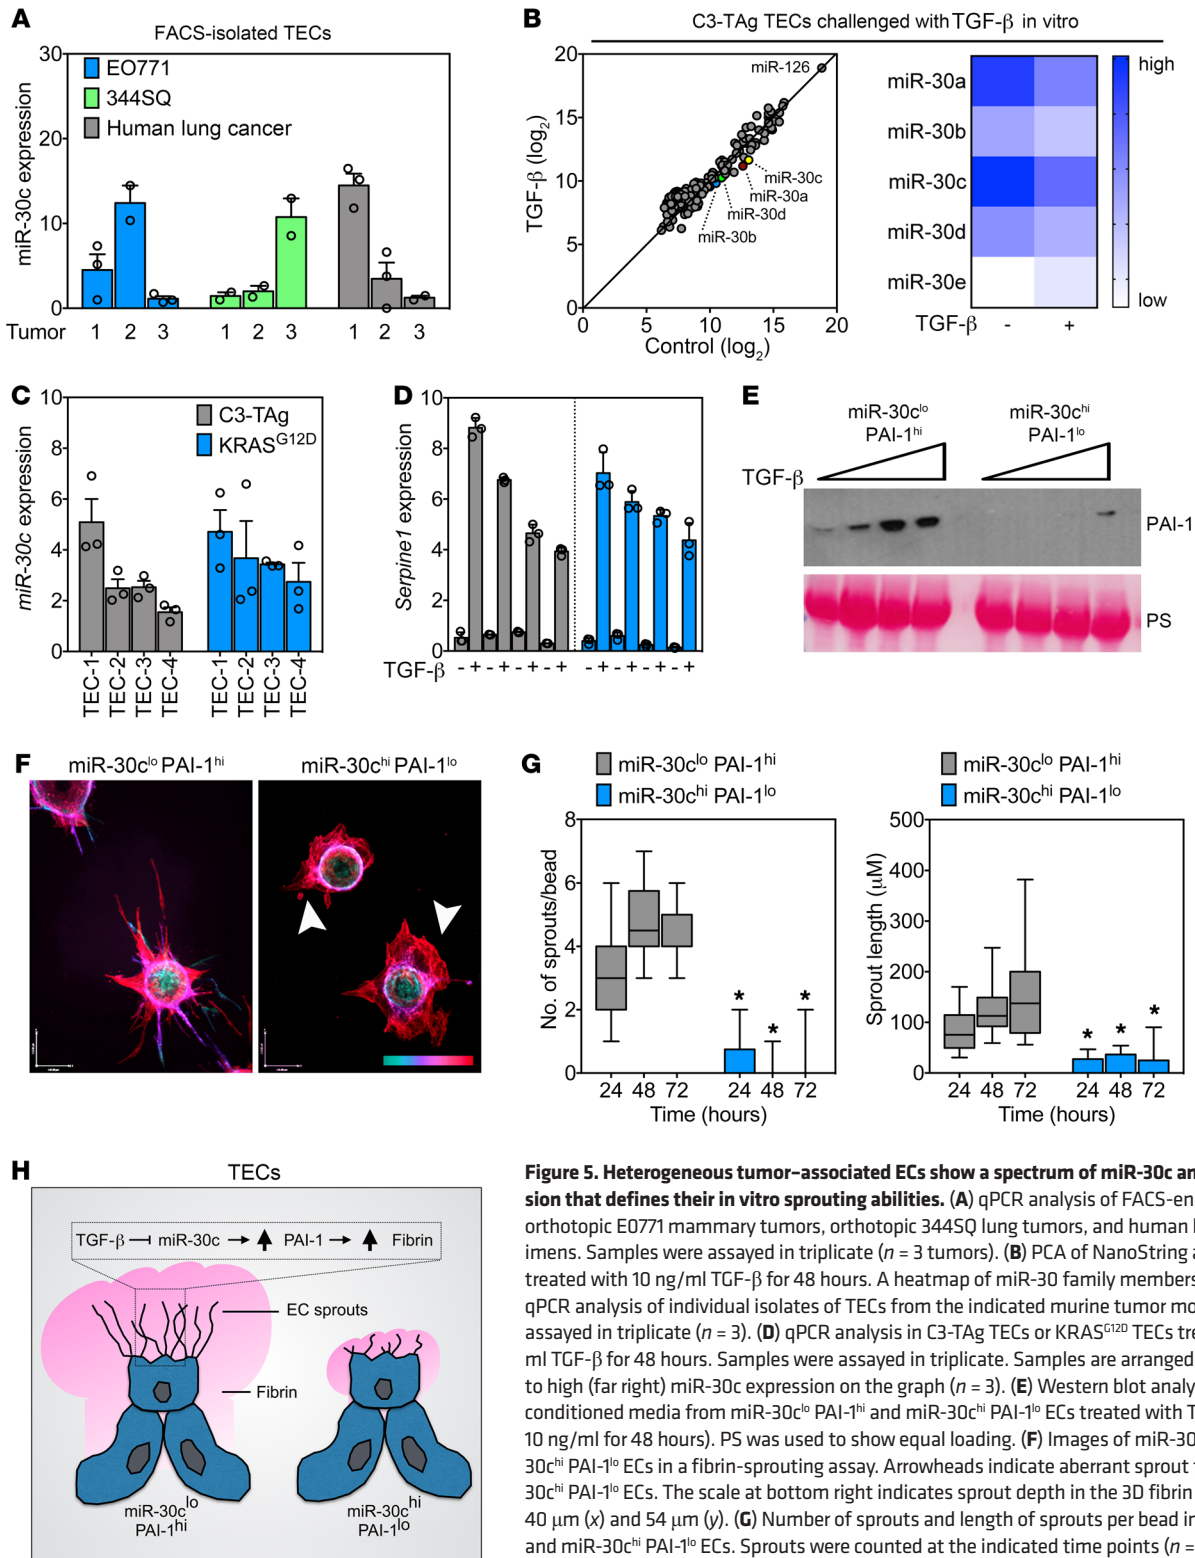 A
FACS-isolated TECs
miR-30c expression
30
20
10
0
EO771
344SQ
Human lung cancer
Tumor 1 2 3 1 2 3 1 2 3
B
C3-TAg TECs challenged with TGF-β in vitro
TGF-β (log2)
20
15
10
5
0
miR-126
miR-30c
miR-30a
miR-30d
miR-30b
0 5 10 15 20
Control (log2)
miR-30a
miR-30b
miR-30c
miR-30d
miR-30e
TGF-β - +
high
low
C
miR-30c expression
10
8
6
4
2
0
C3-TAg
KRASG12D
TEC-1 TEC-2 TEC-3 TEC-4 TEC-1 TEC-2 TEC-3 TEC-4
D
Serpine1 expression
10
8
6
4
2
0
TGF-β - + - + - + - + - + - + - + - +
E
miR-30clo miR-30chi
PAI-1hi PAI-1lo
TGF-β
PAI-1
PS
F
miR-30clo PAI-1hi miR-30chi PAI-1lo
G
miR-30clo PAI-1hi
miR-30chi PAI-1lo
No. of sprouts/bead
8
6
4
2
0
* * *
24 48 72 24 48 72
Time (hours)
miR-30clo PAI-1hi
miR-30chi PAI-1lo
Sprout length (μM)
500
400
300
200
100
0
* * *
24 48 72 24 48 72
Time (hours)
H
TECs
TGF-β ⊣ miR-30c → ↑ PAI-1 → ↑ Fibrin
EC sprouts
Fibrin
miR-30clo miR-30chi
PAI-1hi PAI-1lo
Figure 5. Heterogeneous tumor–associated ECs show a spectrum of miR-30c an
sion that defines their in vitro sprouting abilities. (A) qPCR analysis of FACS-en
orthotopic E0771 mammary tumors, orthotopic 344SQ lung tumors, and human
imens. Samples were assayed in triplicate (n = 3 tumors). (B) PCA of NanoString a
treated with 10 ng/ml TGF-β for 48 hours. A heatmap of miR-30 family members
qPCR analysis of individual isolates of TECs from the indicated murine tumor mo
assayed in triplicate (n = 3). (D) qPCR analysis in C3-TAg TECs or KRASG12D TECs tre
ml TGF-β for 48 hours. Samples were assayed in triplicate. Samples are arranged
to high (far right) miR-30c expression on the graph (n = 3). (E) Western blot analy
conditioned media from miR-30clo PAI-1hi and miR-30chi PAI-1lo ECs treated with T
10 ng/ml for 48 hours). PS was used to show equal loading. (F) Images of miR-30
30chi PAI-1lo ECs in a fibrin-sprouting assay. Arrowheads indicate aberrant sprout
30chi PAI-1lo ECs. The scale at bottom right indicates sprout depth in the 3D fibrin
40 μm (x) and 54 μm (y). (G) Number of sprouts and length of sprouts per bead in
and miR-30chi PAI-1lo ECs. Sprouts were counted at the indicated time points (n =